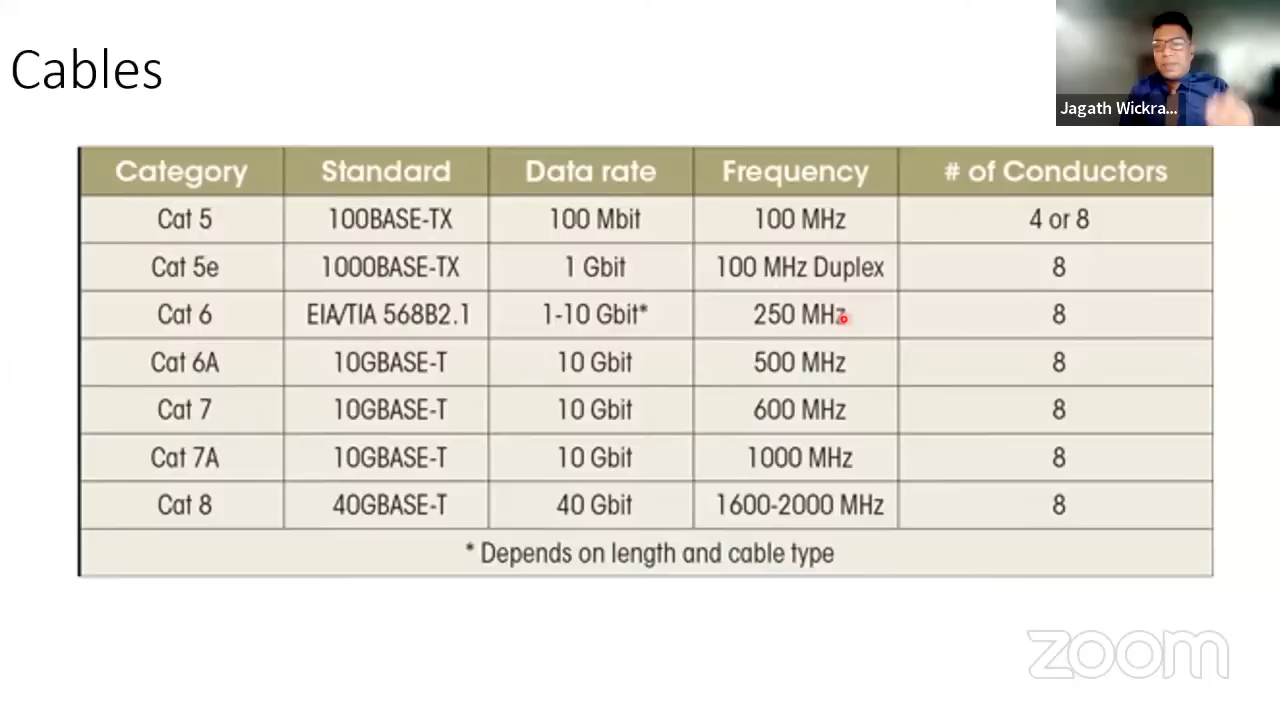 Cables
Jagath Wickra...
Category Standard Data rate Frequency # of Conductors
Cat 5 100BASE-TX 100 Mbit 100 MHz 4 or 8
Cat 5e 1000BASE-TX 1 Gbit 100 MHz Duplex 8
Cat 6 EIA/TIA 568B2.1 1-10 Gbit* 250 MHz 8
Cat 6A 10GBASE-T 10 Gbit 500 MHz 8
Cat 7 10GBASE-T 10 Gbit 600 MHz 8
Cat 7A 10GBASE-T 10 Gbit 1000 MHz 8
Cat 8 40GBASE-T 40 Gbit 1600-2000 MHz 8
* Depends on length and cable type
zoom